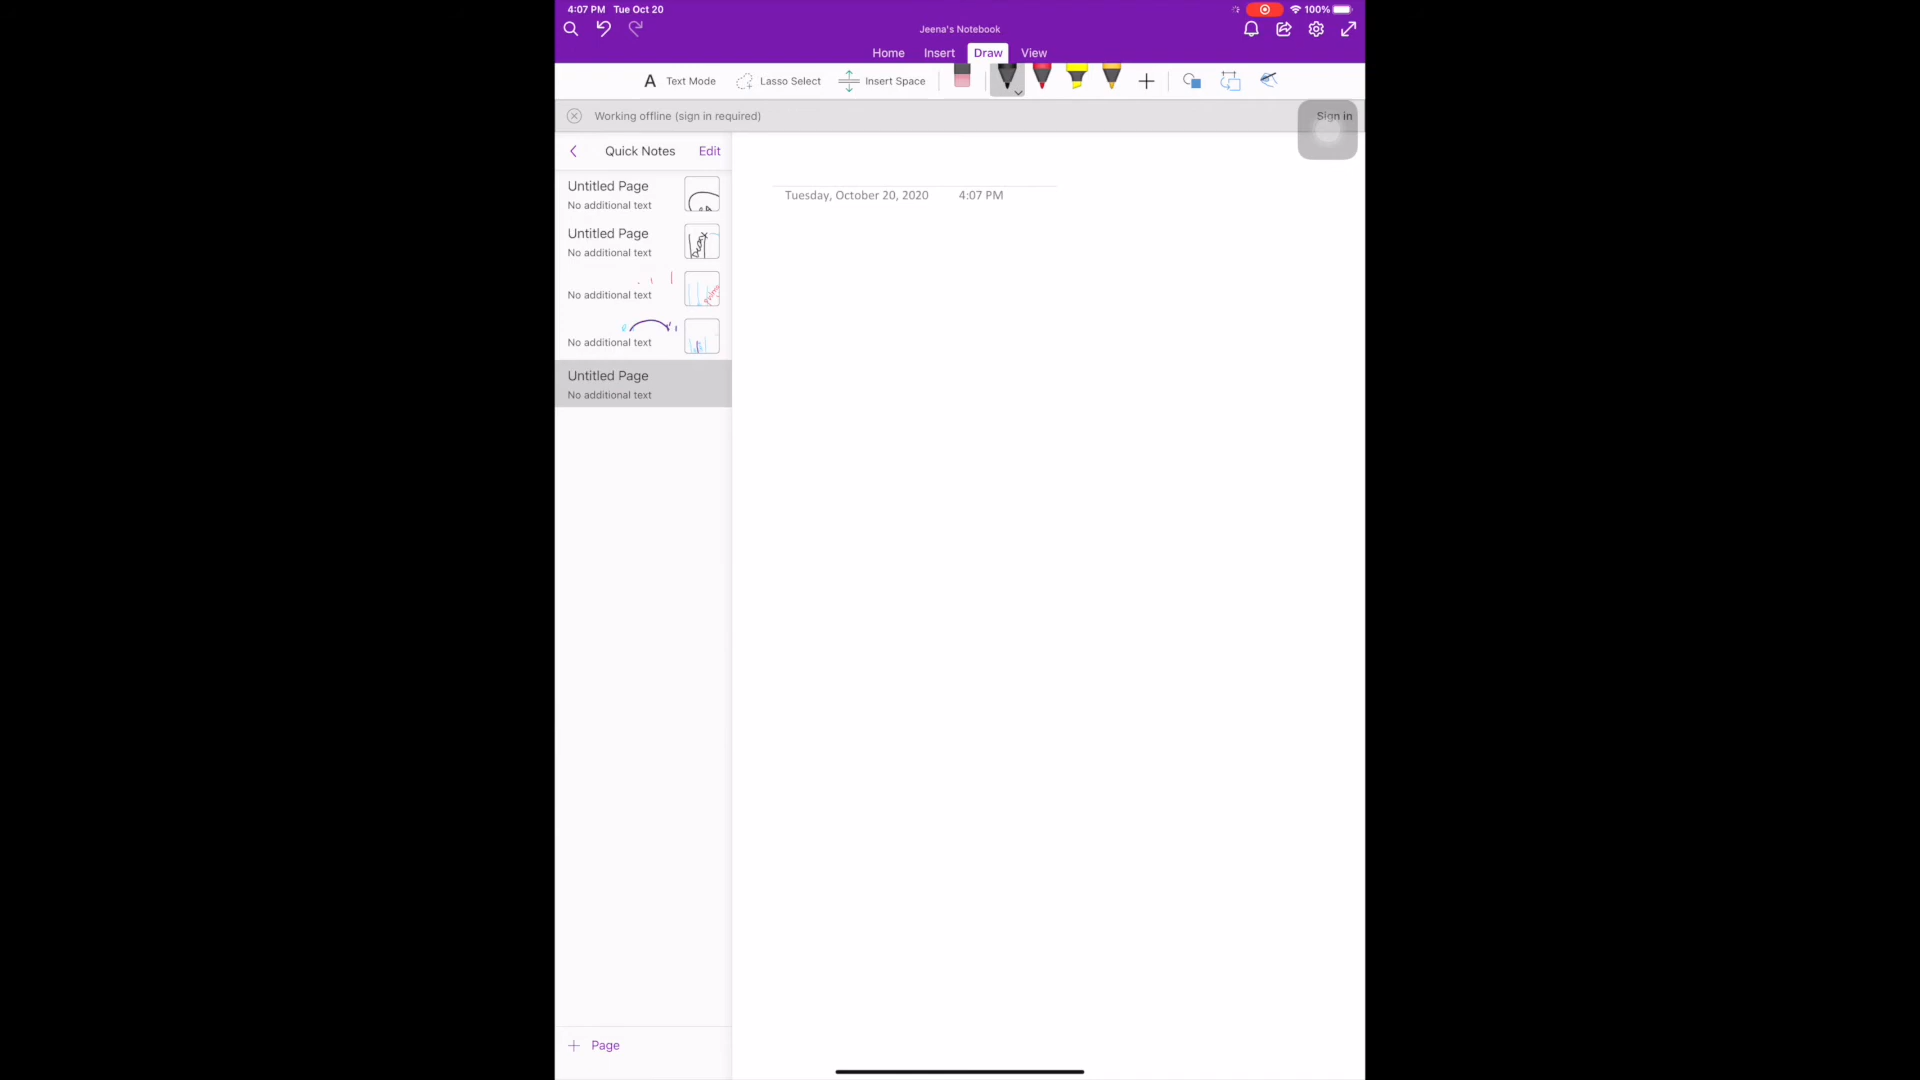 4:07 PM Tue Oct 20
100%
Jeena's Notebook
Home Insert Draw View
A Text Mode Lasso Select Insert Space
Working offline (sign in required) Sign in
Quick Notes Edit
Untitled Page
No additional text
Untitled Page
No additional text
No additional text
No additional text
Untitled Page
No additional text
Tuesday, October 20, 2020 4:07 PM
Page